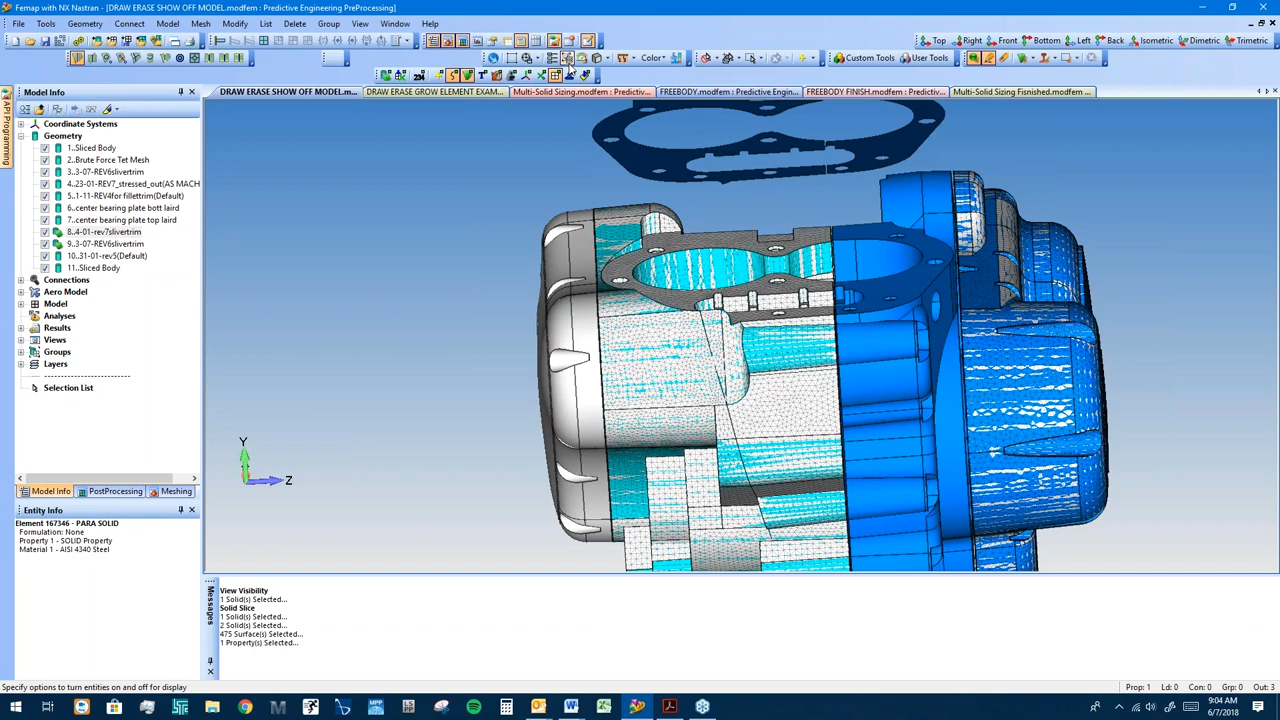 Femap with NX Nastran - [DRAW ERASE SHOW OFF MODEL.modfem : Predictive Engineering PreProcessing]
File Tools Geometry Connect Model Mesh Modify List Delete Group View Window Help
Top Right Front Bottom Left Back Isometric Dimetric Trimetric
Color Custom Tools User Tools
Model Info
DRAW ERASE SHOW OFF MODEL.m... DRAW ERASE GROW ELEMENT EXAM... Multi-Solid Sizing.modfem : Predictiv... FREEBODY.modfem : Predictive Engin... FREEBODY FINISH.modfem : Predictiv... Multi-Solid Sizing Fisnished.modfem ...
API Programming
Coordinate Systems
Geometry
1..Sliced Body
2..Brute Force Tet Mesh
3..3-07-REV6slivertrim
4..23-01-REV7_stressed_out(AS MACH
5..1-11-REV4for fillettrim(Default)
6..center bearing plate bott laird
7..center bearing plate top laird
8..4-01-rev7slivertrim
9..3-07-REV6slivertrim
10..31-01-rev5(Default)
11..Sliced Body
Connections
Aero Model
Model
Analyses
Results
Views
Groups
Layers
Selection List
Y
Z
Model Info PostProcessing Meshing
Entity Info
Element 167346 - PARA SOLID
Formulation: None
Property 1 - SOLID Property
Material 1 - AISI 4340 Steel
Messages
View Visibility
1 Solid(s) Selected...
Solid Slice
1 Solid(s) Selected...
2 Solid(s) Selected...
475 Surface(s) Selected...
1 Property(s) Selected...
Specify options to turn entities on and off for display
Prop: 1 Ld: 0 Con: 0 Grp: 0 Out: 3
9:04 AM
6/7/2018